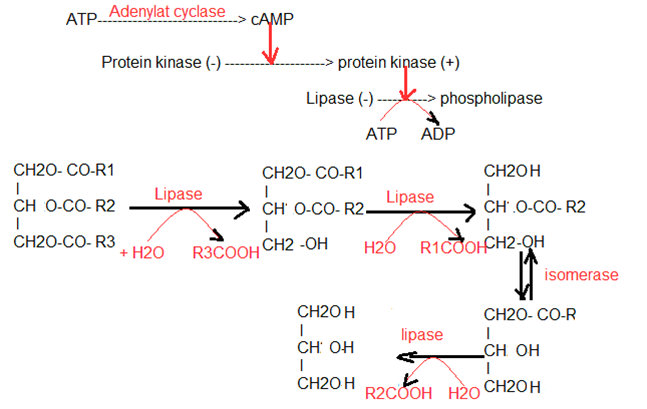 ATP Adenylat cyclase cAMP
Protein kinase (-) protein kinase (+)
Lipase (-) phospholipase
ATP ADP
CH2O- CO-R1
CH O-CO- R2
CH2O-CO- R3
Lipase
+ H2O R3COOH
CH2O- CO-R1
CH O-CO- R2
CH2 -OH
Lipase
H2O R1COOH
CH2OH
CH .O-CO- R2
CH2-OH
isomerase
CH2O- CO-R
CH OH
CH2OH
lipase
R2COOH H2O
CH2OH
CH OH
CH2OH